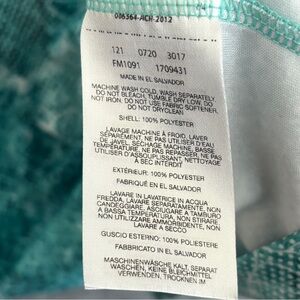 006364-ACH-2012
121 0720 3017
FM1091 1709431
MADE IN EL SALVADOR
MACHINE WASH COLD, WASH SEPARATELY
DO NOT BLEACH, TUMBLE DRY LOW, DO
NOT IRON, DO NOT USE FABRIC SOFTENER,
DO NOT DRYCLEAN
SHELL: 100% POLYESTER
LAVAGE MACHINE À FROID, LAVER
SÉPAREMENT, NE PAS UTILISER D'EAU
DE JAVEL, SÉCHAGE MACHINE, BASSE
TEMPÉRATURE, NE PAS REPASSER, NE PAS
UTILISER D'ASSOUPLISSANT, NETTOYAGE
À SEC INTERDIT
EXTÉRIEUR: 100% POLYESTER
FABRIQUÉ EN EL SALVADOR
LAVARE IN LAVATRICE IN ACQUA
FREDDA, LAVARE SEPARATAMENTE, NON
CANDEGGIARE, ASCIUGARE A TAMBURO
A BASSA TEMPERATURA, NON STIRARE
NON UTILIZZARE AMMORBIDENTE, NON
LAVARE A SECCO
GUSCIO ESTERNO: 100% POLIESTERE
FABBRICATO IN EL SALVADOR
MASCHINENWÄSCHE KALT, SEPARAT
WASCHEN, KEINE BLEICHMITTEL
VERWENDEN, TROCKNEN IM